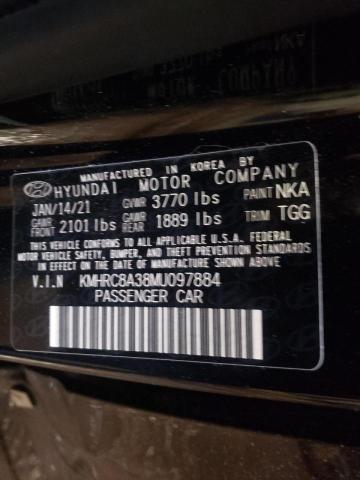 MANUFACTURED IN KOREA BY
HYUNDAI MOTOR COMPANY
JAN/14/21 GVWR 3770 lbs PAINT NKA
GAWR FRONT 2101 lbs GAWR REAR 1889 lbs TRIM TGG
THIS VEHICLE CONFORMS TO ALL APPLICABLE U.S.A. FEDERAL
MOTOR VEHICLE SAFETY, BUMPER, AND THEFT PREVENTION STANDARDS
IN EFFECT ON THE DATE OF MANUFACTURE SHOWN ABOVE.
V.I.N KMHRC8A38MU097884
PASSENGER CAR